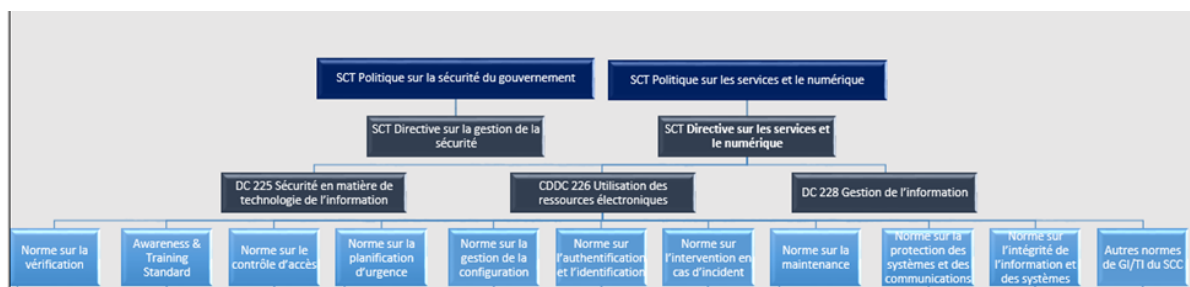 SCT Politique sur la sécurité du gouvernement
SCT Politique sur les services et le numérique
SCT Directive sur la gestion de la
sécurité
SCT Directive sur les services et
le numérique
DC 225 Sécurité en matière de
technologie de l'information
CDDC 226 Utilisation des
ressources électroniques
DC 228 Gestion de l'information
Norme sur la
vérification
Awareness &
Training
Standard
Norme sur le
contrôle d'accès
Norme sur la
planification
d'urgence
Norme sur la
gestion de la
configuration
Norme sur
l'authentification
et l'identification
Norme sur
l'intervention en
cas d'incident
Norme sur la
maintenance
Norme sur la
protection des
systèmes et des
communications
Norme sur
l'intégrité de
l'information et
des systèmes
Autres normes
de GI/TI du SCC